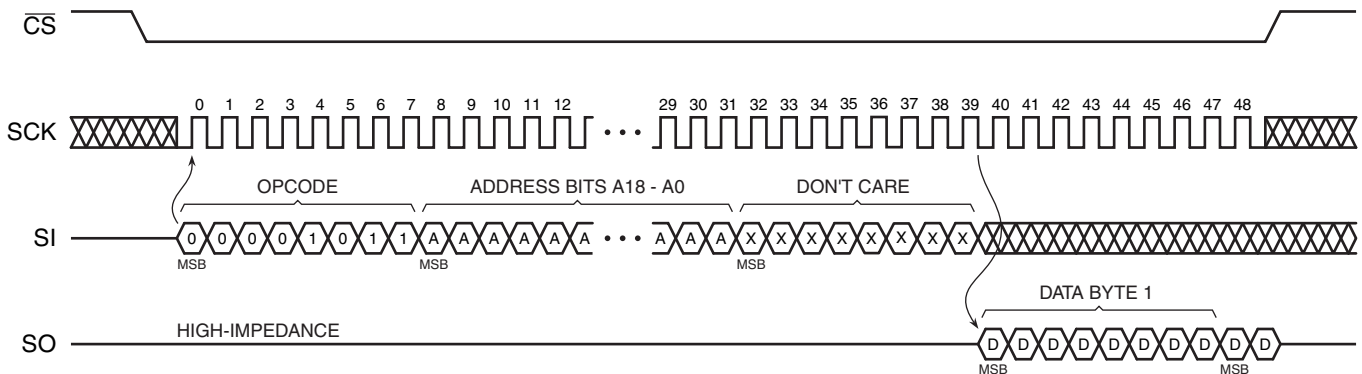 CS
0 1 2 3 4 5 6 7 8 9 10 11 12 29 30 31 32 33 34 35 36 37 38 39 40 41 42 43 44 45 46 47 48
SCK • • •
OPCODE ADDRESS BITS A18 - A0 DON'T CARE
SI 0 0 0 0 1 0 1 1 A A A A A A • • • A A A X X X X X X X X
MSB MSB MSB
DATA BYTE 1
HIGH-IMPEDANCE
SO D D D D D D D D D D
MSB MSB